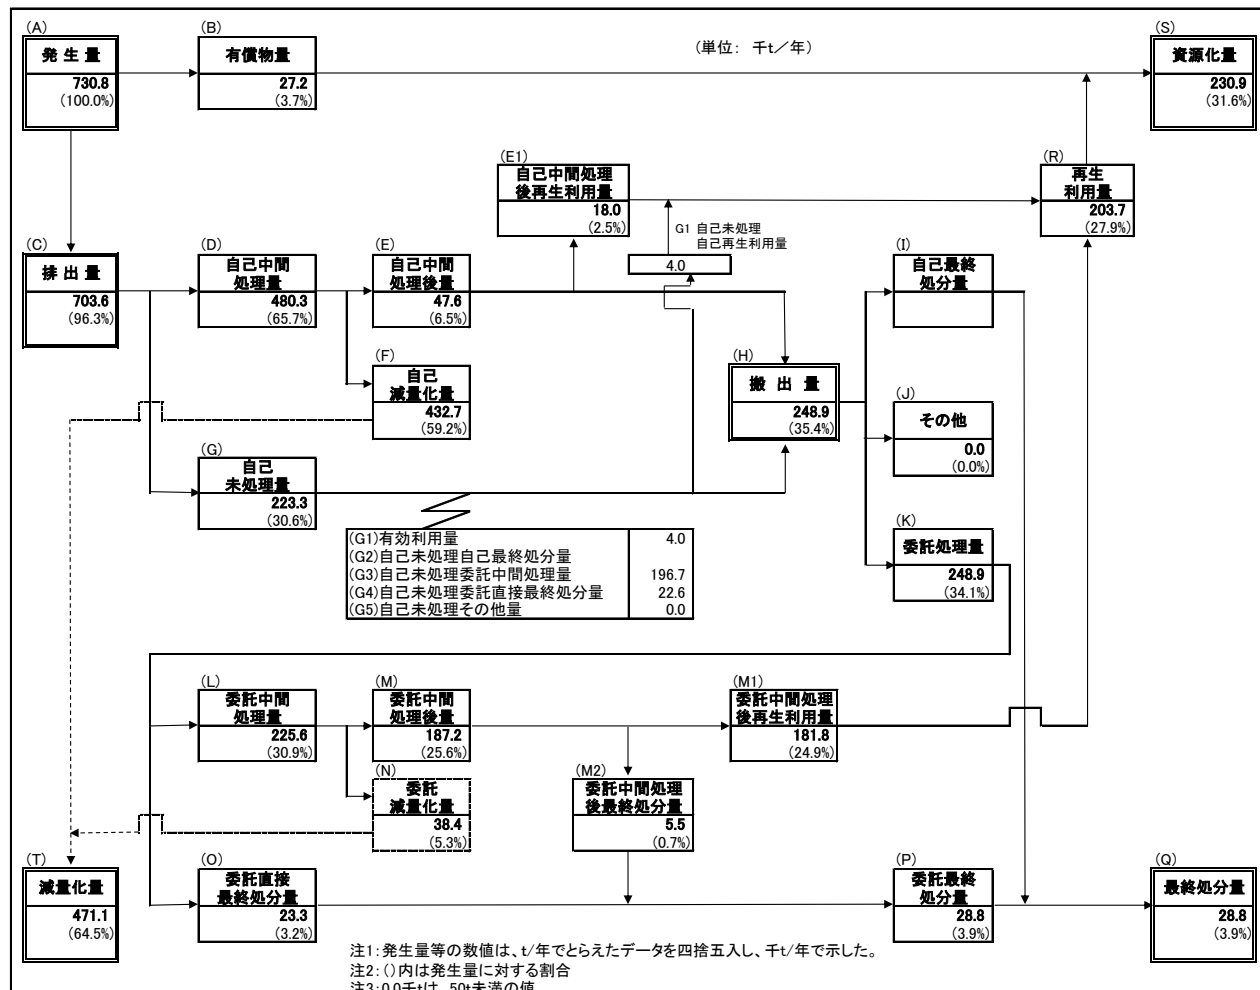 (A)
発 生 量
730.8
(100.0%)
(B)
有償物量
27.2
(3.7%)
(単位： 千t／年)
(S)
資源化量
230.9
(31.6%)
(E1)
自己中間処理
後再生利用量
18.0
(2.5%)
(R)
再生
利用量
203.7
(27.9%)
G1 自己未処理
自己再生利用量
4.0
(C)
排 出 量
703.6
(96.3%)
(D)
自己中間
処理量
480.3
(65.7%)
(E)
自己中間
処理後量
47.6
(6.5%)
(I)
自己最終
処分量
(F)
自己
減量化量
432.7
(59.2%)
(H)
搬 出 量
248.9
(35.4%)
(J)
その他
0.0
(0.0%)
(G)
自己
未処理量
223.3
(30.6%)
(G1)有効利用量 4.0
(G2)自己未処理自己最終処分量
(G3)自己未処理委託中間処理量 196.7
(G4)自己未処理委託直接最終処分量 22.6
(G5)自己未処理その他量 0.0
(K)
委託処理量
248.9
(34.1%)
(L)
委託中間
処理量
225.6
(30.9%)
(M)
委託中間
処理後量
187.2
(25.6%)
(M1)
委託中間処理
後再生利用量
181.8
(24.9%)
(N)
委託
減量化量
38.4
(5.3%)
(M2)
委託中間処理
後最終処分量
5.5
(0.7%)
(T)
減量化量
471.1
(64.5%)
(O)
委託直接
最終処分量
23.3
(3.2%)
(P)
委託最終
処分量
28.8
(3.9%)
(Q)
最終処分量
28.8
(3.9%)
注1：発生量等の数値は、t/年でとらえたデータを四捨五入し、千t/年で示した。
注2：()内は発生量に対する割合
注3：0.0千tは、50t未満の値